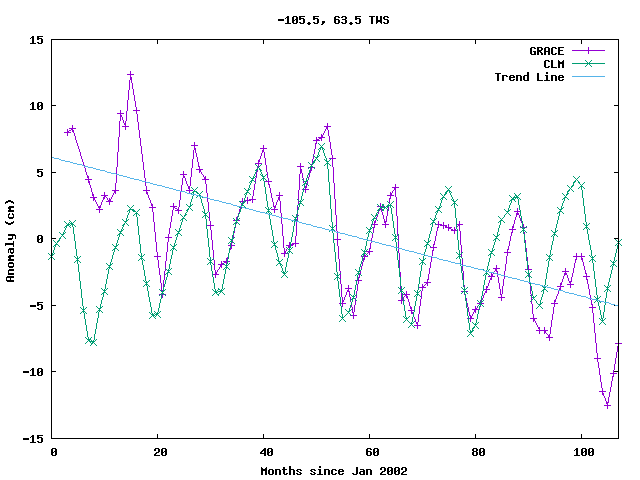 -105.5, 63.5 TWS
GRACE
CLM
Trend Line
15
10
5
0
-5
-10
-15
Anomaly (cm)
0 20 40 60 80 100
Months since Jan 2002